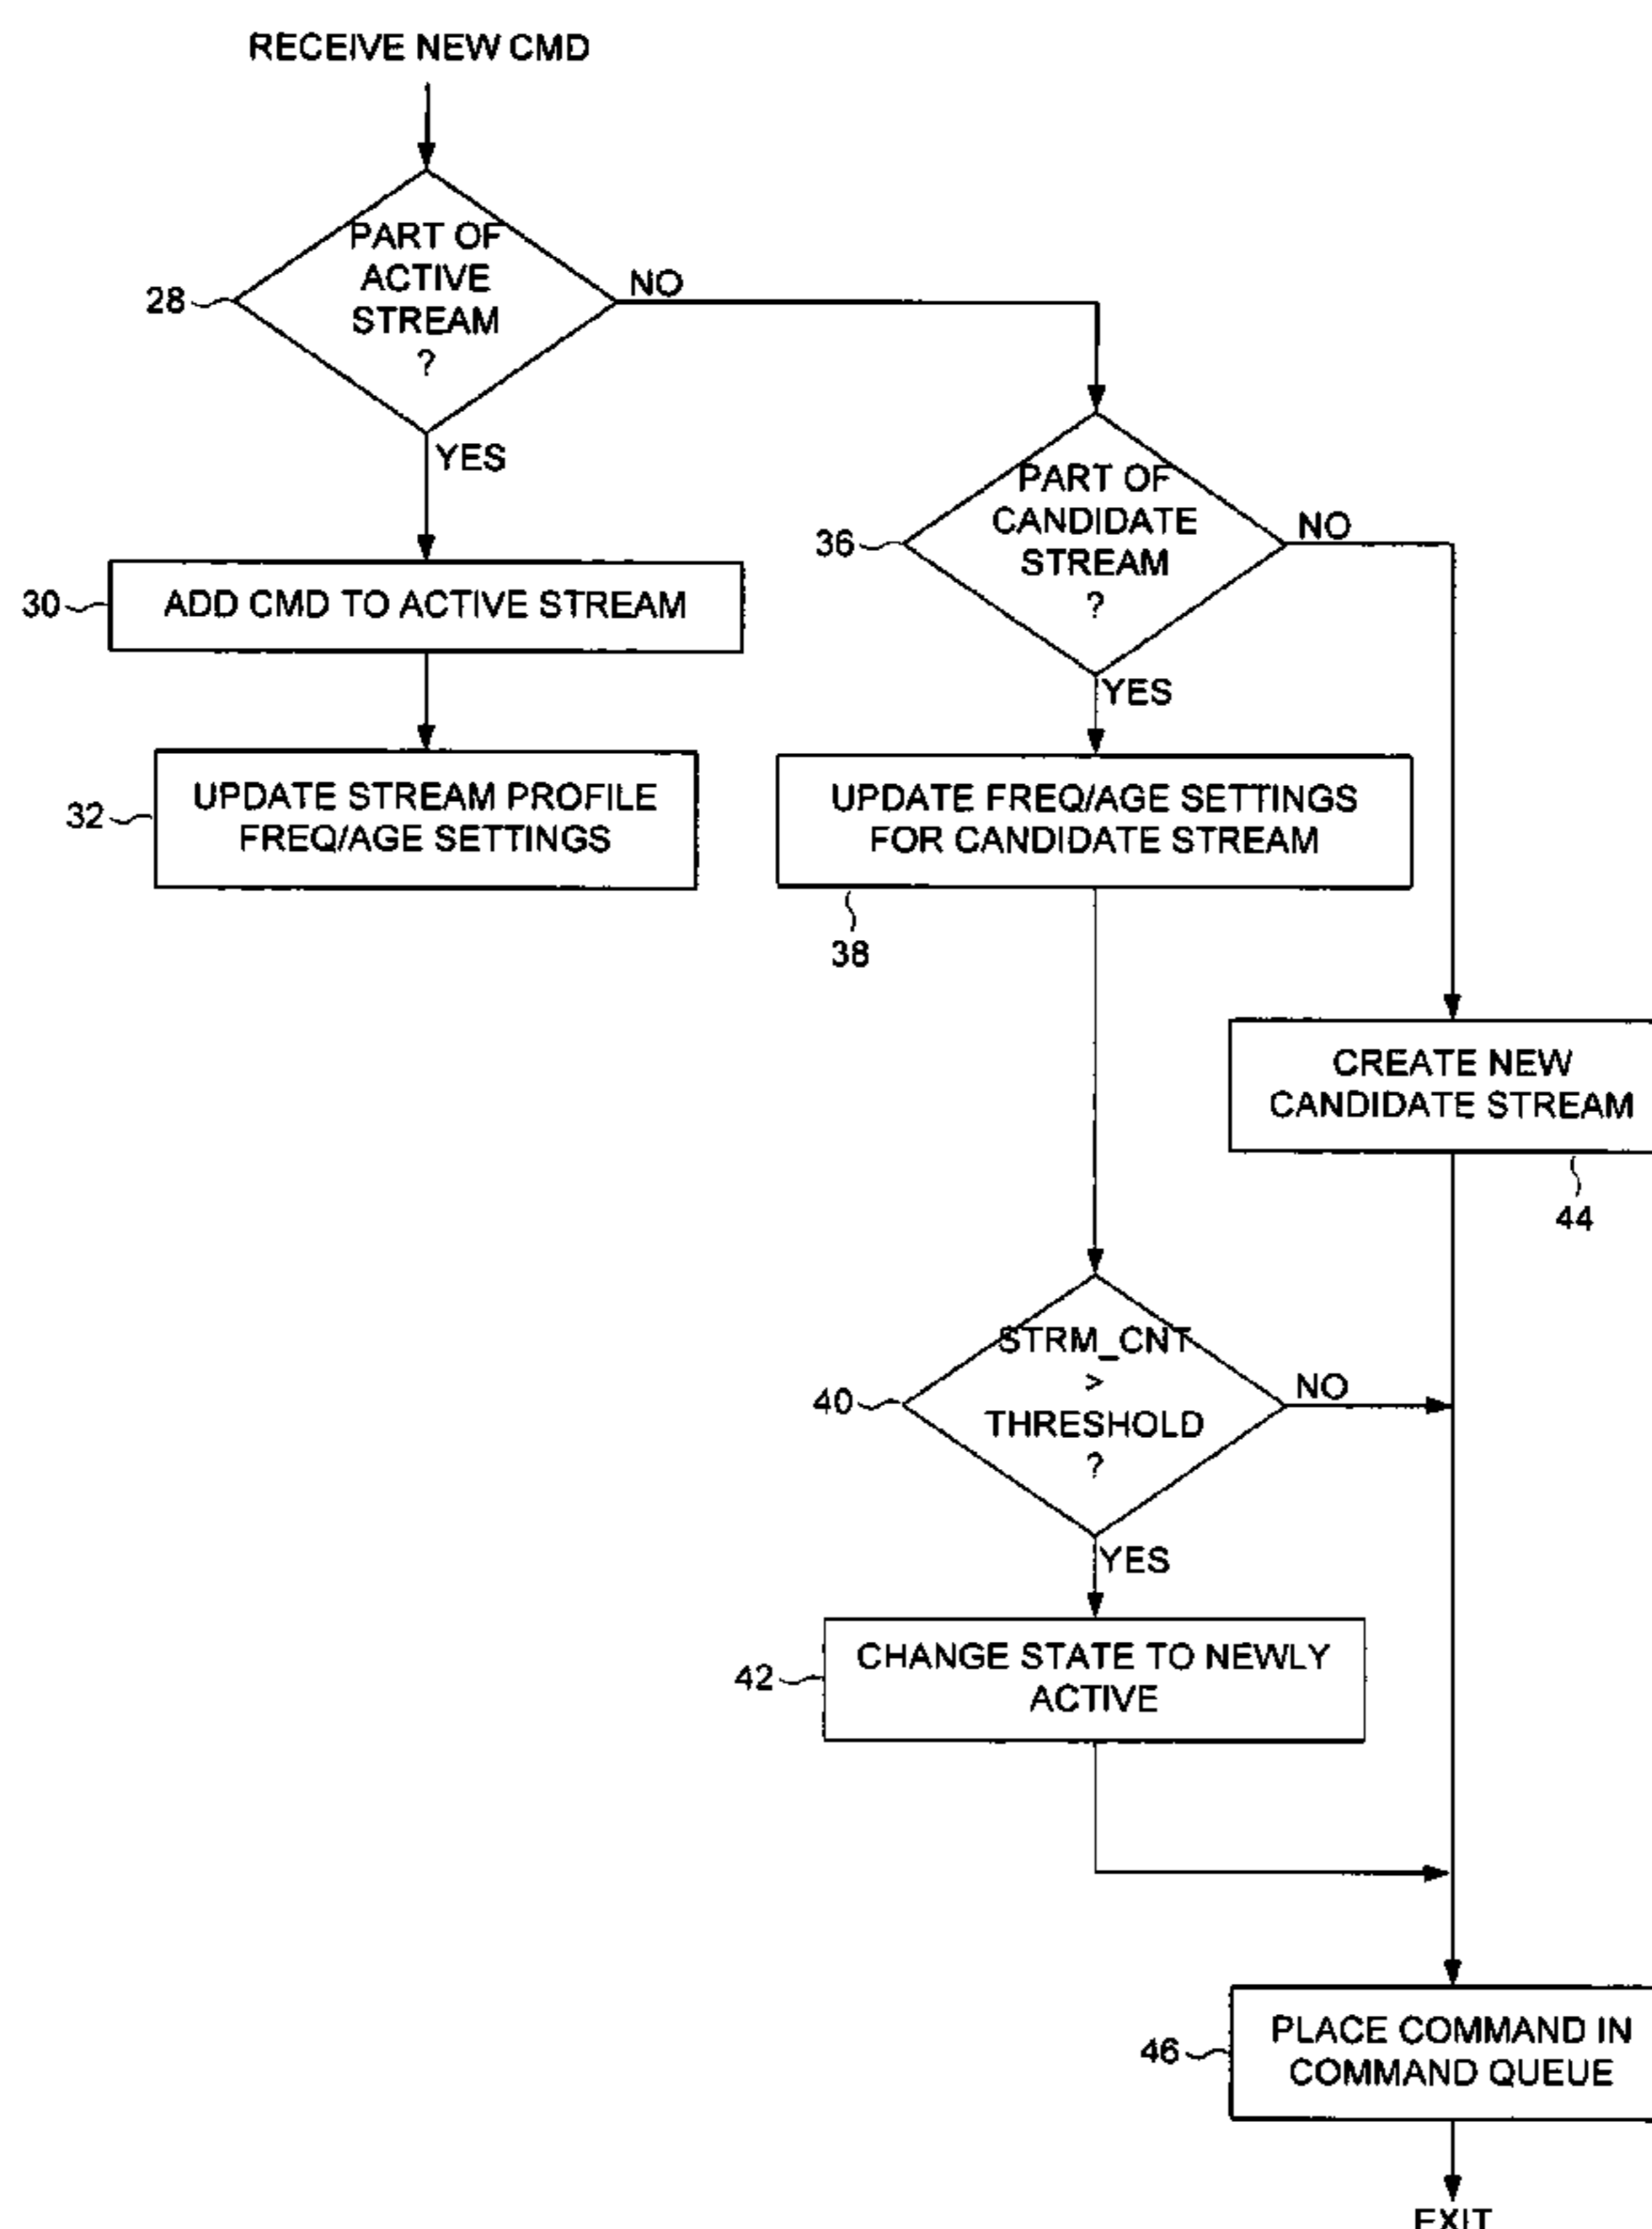 RECEIVE NEW CMD
PART OF
ACTIVE
STREAM
?
28
NO
YES
30
ADD CMD TO ACTIVE STREAM
32
UPDATE STREAM PROFILE
FREQ/AGE SETTINGS
PART OF
CANDIDATE
STREAM
?
36
NO
YES
UPDATE FREQ/AGE SETTINGS
FOR CANDIDATE STREAM
38
CREATE NEW
CANDIDATE STREAM
44
STRM_CNT
>
THRESHOLD
?
40
NO
YES
42
CHANGE STATE TO NEWLY
ACTIVE
46
PLACE COMMAND IN
COMMAND QUEUE
EXIT